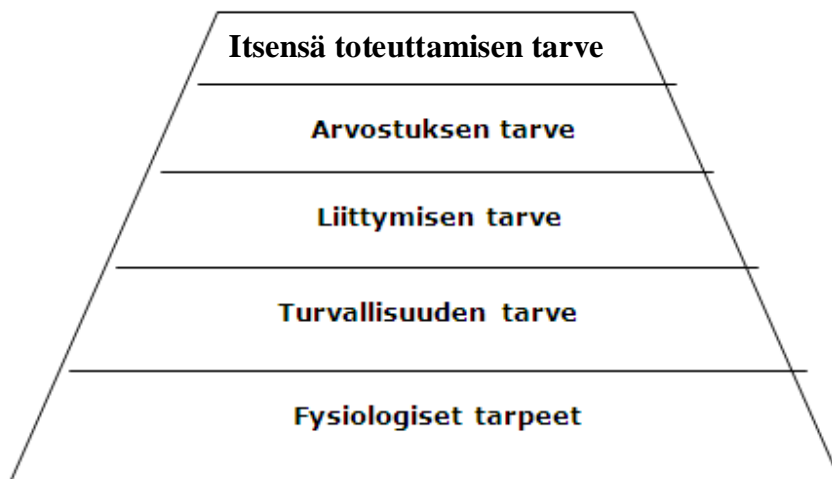 Itsensä toteuttamisen tarve
Arvostuksen tarve
Liittymisen tarve
Turvallisuuden tarve
Fysiologiset tarpeet